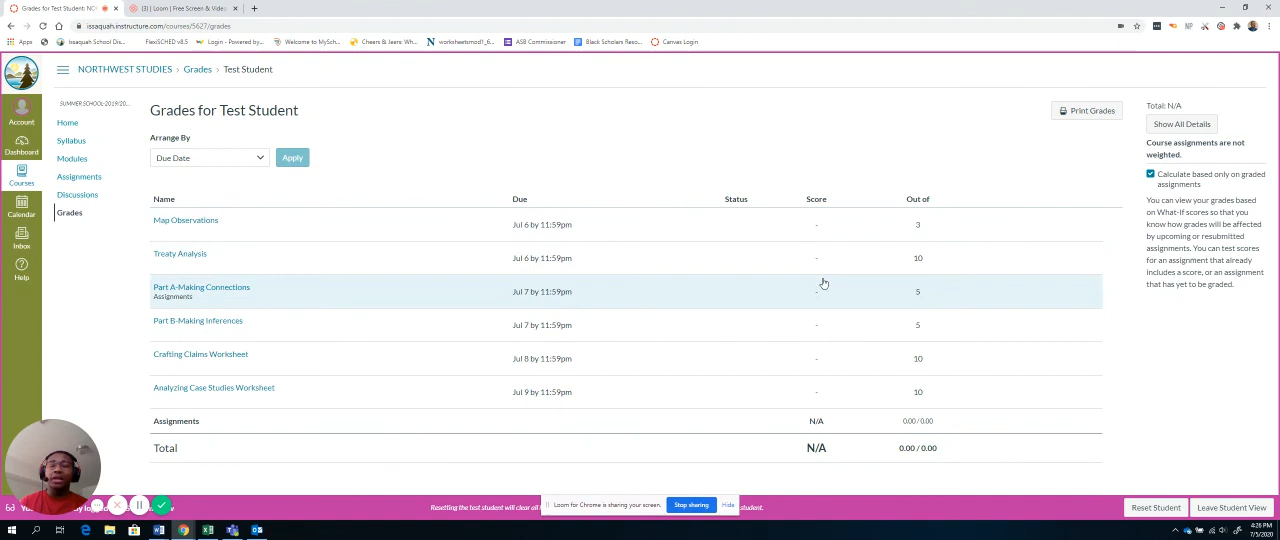 Grades for Test Student: NO
(3) | Loom | Free Screen & Video
issaquah.instructure.com/courses/5627/grades
Apps
Issaquah School Dis...
FlexiSCHED v8.5
Login - Powered by...
Welcome to MySch...
Cheers & Jeers: Wh...
worksheetsmod1_6...
ASB Commissioner
Black Scholars Reso...
Canvas Login
NORTHWEST STUDIES › Grades › Test Student
Account
Dashboard
Courses
Calendar
Inbox
Help
SUMMER SCHOOL-2019/20...
Home
Syllabus
Modules
Assignments
Discussions
Grades
Grades for Test Student
Print Grades
Arrange By
Due Date
Apply
Name Due Status Score Out of
Map Observations Jul 6 by 11:59pm - 3
Treaty Analysis Jul 6 by 11:59pm - 10
Part A-Making Connections Jul 7 by 11:59pm - 5
Assignments
Part B-Making Inferences Jul 7 by 11:59pm - 5
Crafting Claims Worksheet Jul 8 by 11:59pm - 10
Analyzing Case Studies Worksheet Jul 9 by 11:59pm - 10
Assignments N/A 0.00 / 0.00
Total N/A 0.00 / 0.00
Total: N/A
Show All Details
Course assignments are not
weighted.
Calculate based only on graded
assignments
You can view your grades based
on What-If scores so that you
know how grades will be affected
by upcoming or resubmitted
assignments. You can test scores
for an assignment that already
includes a score, or an assignment
that has yet to be graded.
Resetting the test student will clear all
Loom for Chrome is sharing your screen.
Stop sharing
Hide
student.
Reset Student
Leave Student View
4:26 PM
7/5/2020